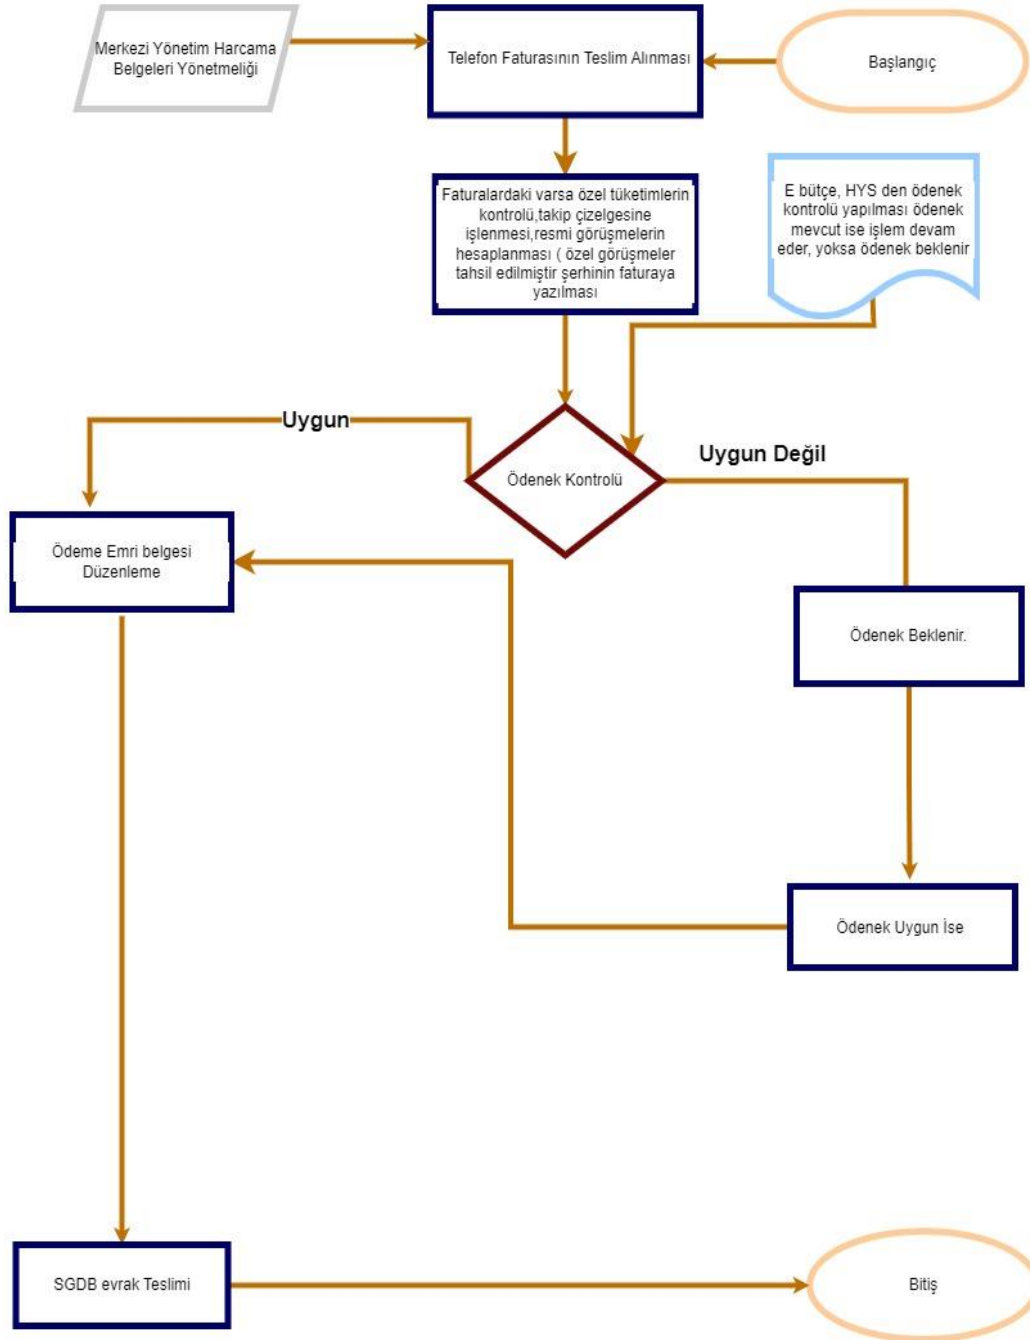 Merkezi Yönetim Harcama
Belgeleri Yönetmeliği
Telefon Faturasının Teslim Alınması
Başlangıç
Faturalardaki varsa özel tüketimlerin
kontrolü,takip çizelgesine
işlenmesi,resmi görüşmelerin
hesaplanması ( özel görüşmeler
tahsil edilmiştir şerhinin faturaya
yazılması
E bütçe, HYS den ödenek
kontrolü yapılması ödenek
mevcut ise işlem devam
eder, yoksa ödenek beklenir
Uygun
Ödenek Kontrolü
Uygun Değil
Ödeme Emri belgesi
Düzenleme
Ödenek Beklenir.
Ödenek Uygun İse
SGDB evrak Teslimi
Bitiş